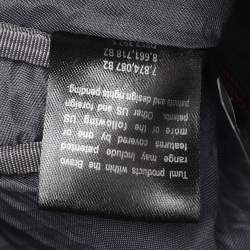 Tumi products within the Bravo
range may include patented
features covered by one or
more of the following US
patents. Other US and foreign
patent and design rights pending.
7,874,087 B2
8,661,718 B2